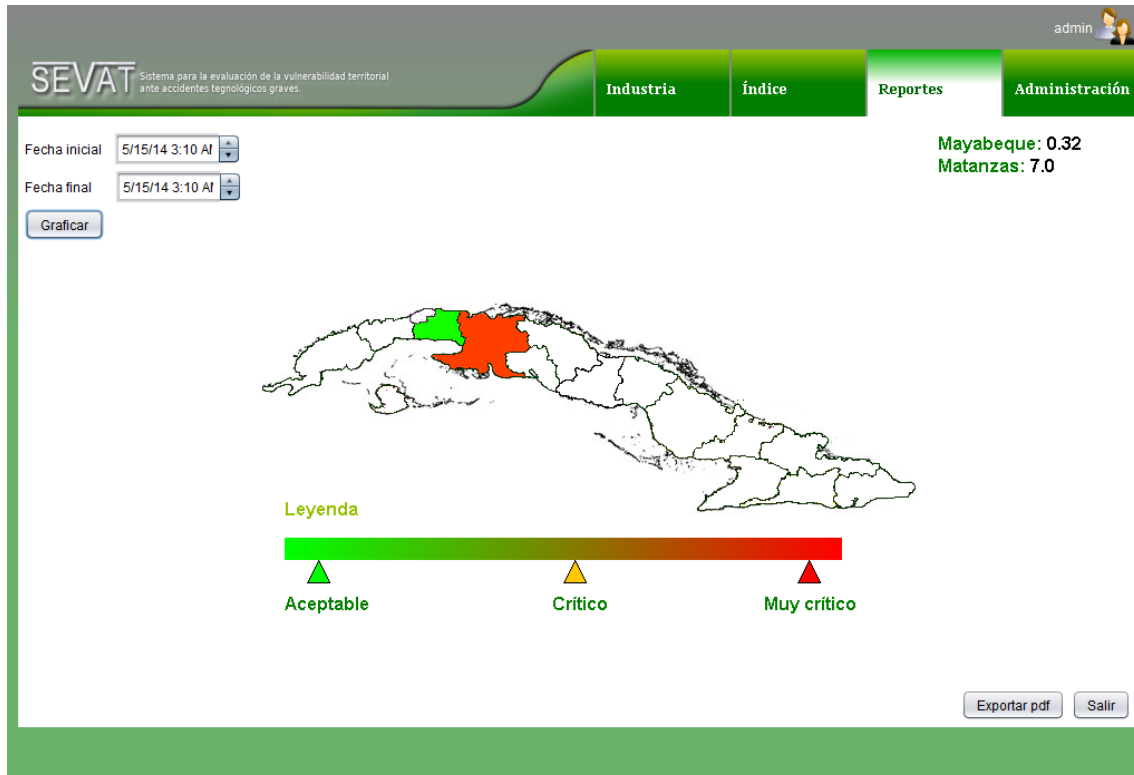 admin
SEVAT
Sistema para la evaluación de la vulnerabilidad territorial
ante accidentes tegnológicos graves.
Industria
Índice
Reportes
Administración
Fecha inicial 5/15/14 3:10 AM
Fecha final 5/15/14 3:10 AM
Graficar
Mayabeque: 0.32
Matanzas: 7.0
Leyenda
Aceptable
Crítico
Muy crítico
Exportar pdf
Salir